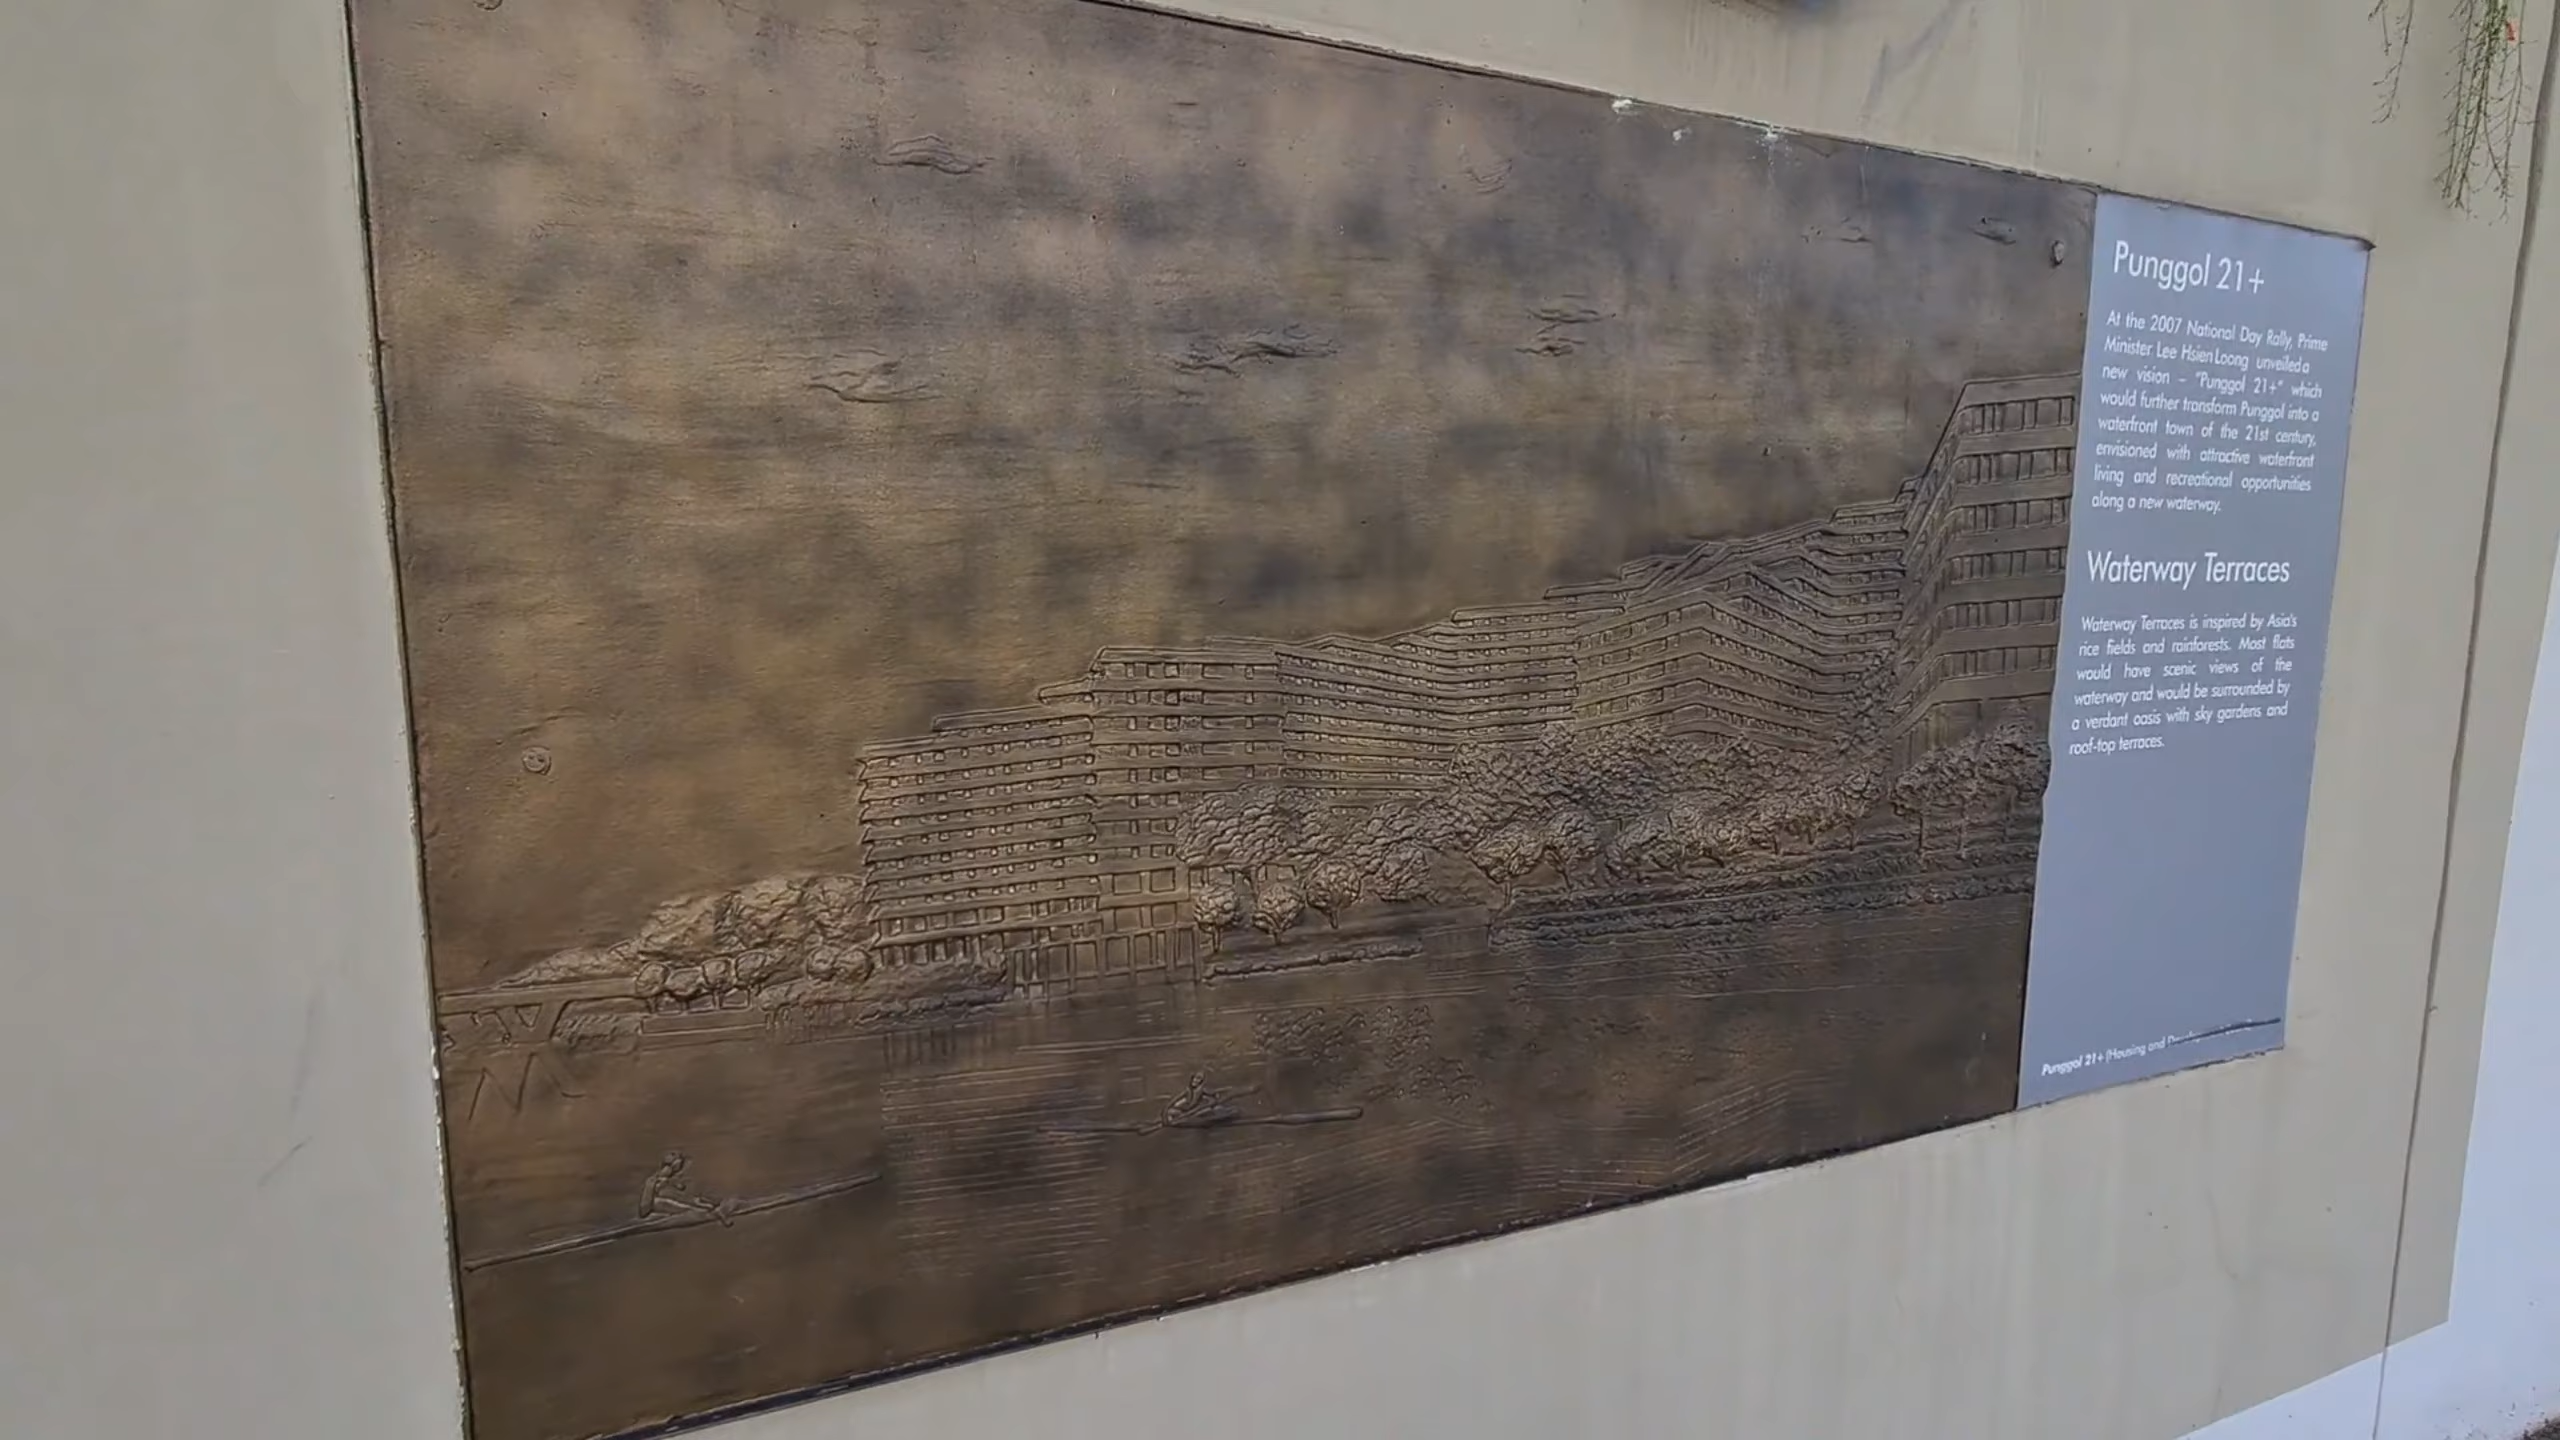 Punggol 21+
At the 2007 National Day Rally, Prime
Minister Lee Hsien Loong unveiled a
new vision – "Punggol 21+" which
would further transform Punggol into a
waterfront town of the 21st century,
envisioned with attractive waterfront
living and recreational opportunities
along a new waterway.
Waterway Terraces
Waterway Terraces is inspired by Asia's
rice fields and rainforests. Most flats
would have scenic views of the
waterway and would be surrounded by
a verdant oasis with sky gardens and
roof-top terraces.
Punggol 21+ (Housing and